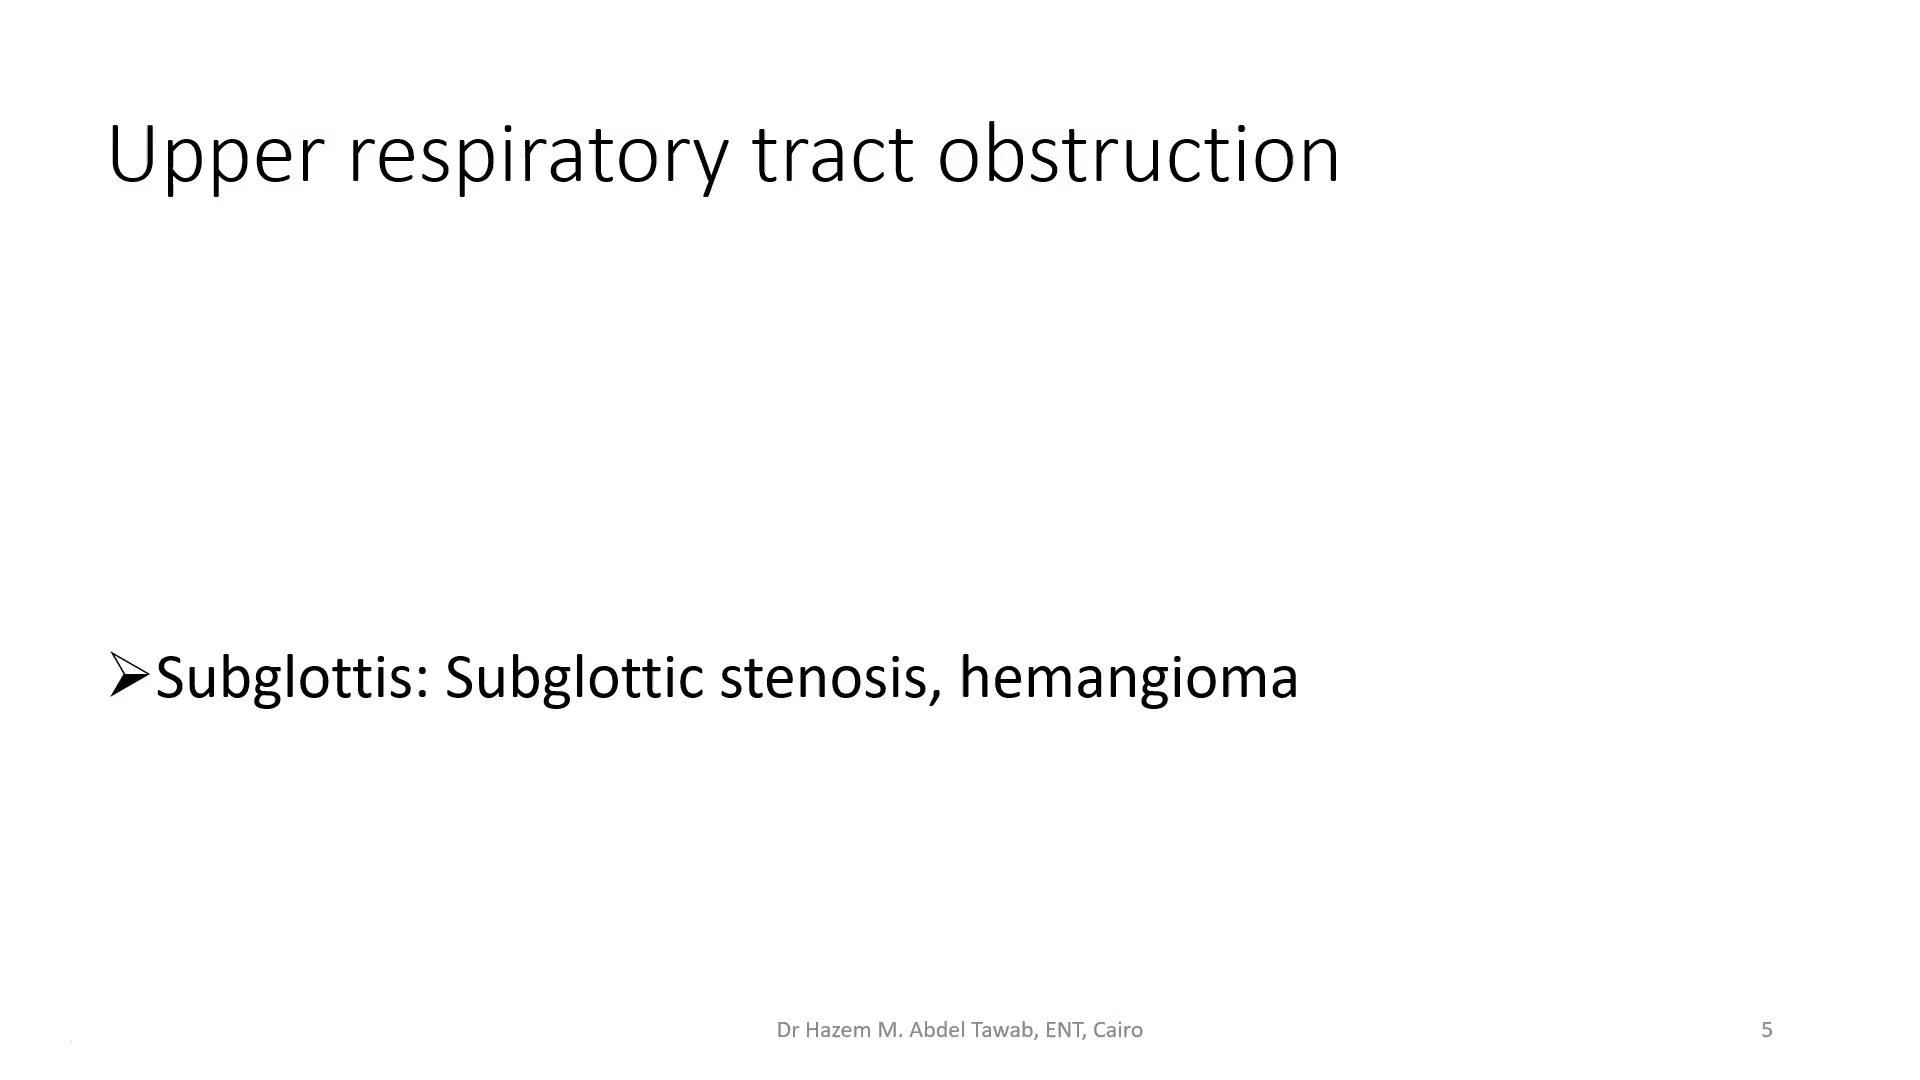 Upper respiratory tract obstruction
➢Subglottis: Subglottic stenosis, hemangioma
Dr Hazem M. Abdel Tawab, ENT, Cairo
5